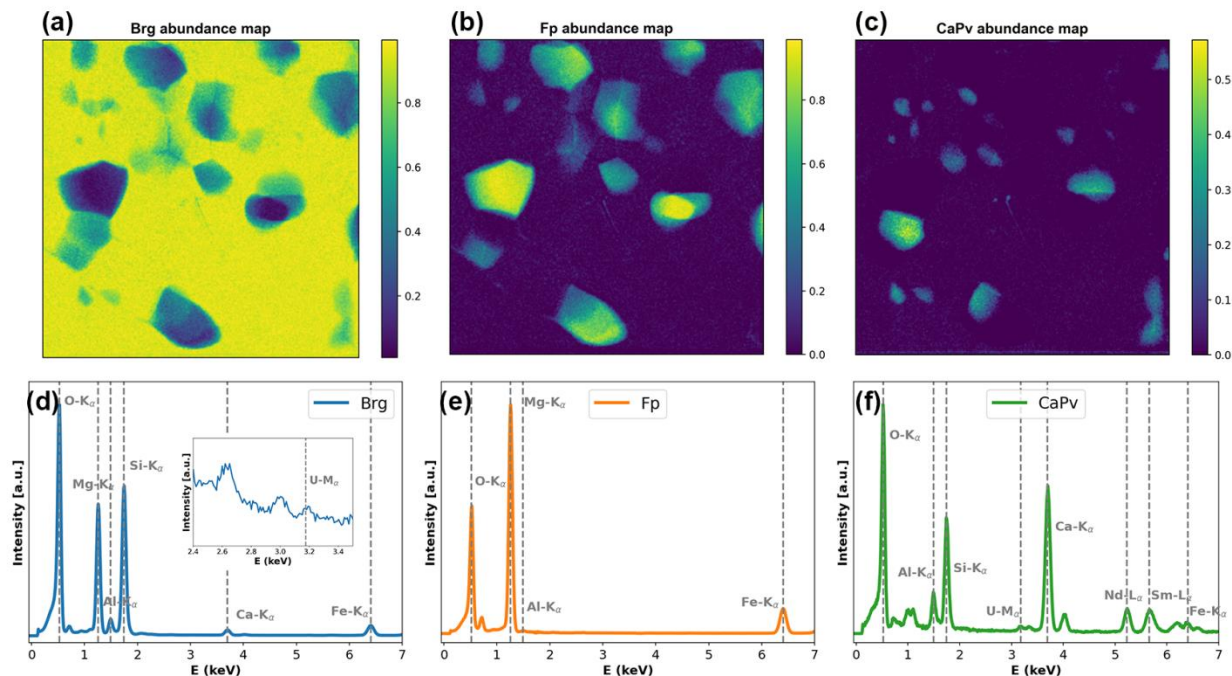 (a)
Brg abundance map
0.8
0.6
0.4
0.2
(b)
Fp abundance map
0.8
0.6
0.4
0.2
0.0
(c)
CaPv abundance map
0.5
0.4
0.3
0.2
0.1
0.0
(d)
O-Kα
Mg-Kα
Si-Kα
Al-Kα
Ca-Kα
Fe-Kα
Brg
Intensity [a.u.]
U-Mα
2.4 2.6 2.8 3.0 3.2 3.4
E (keV)
Intensity [a.u.]
0 1 2 3 4 5 6 7
E (keV)
(e)
Mg-Kα
O-Kα
Al-Kα
Fe-Kα
Fp
Intensity [a.u.]
0 1 2 3 4 5 6 7
E (keV)
(f)
CaPv
O-Kα
Al-Kα
Si-Kα
U-Mα
Ca-Kα
Nd-Lα
Sm-Lα
Fe-Kα
Intensity [a.u.]
0 1 2 3 4 5 6 7
E (keV)